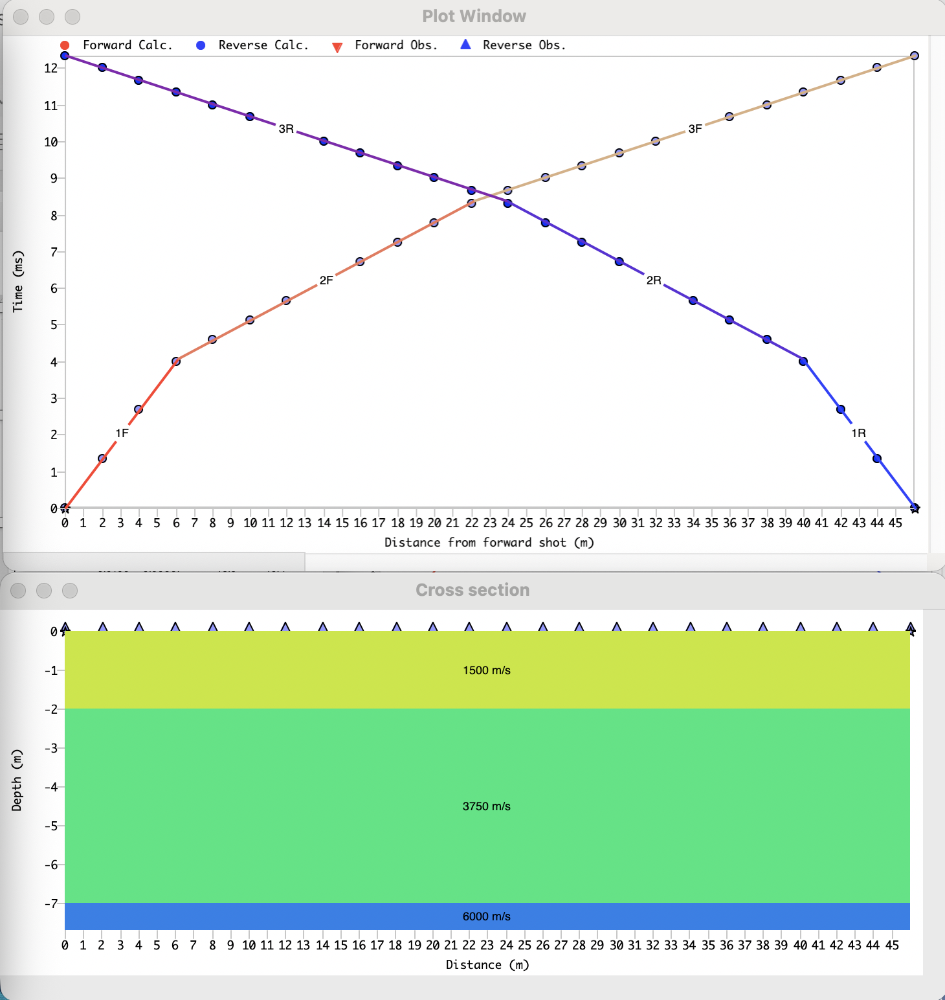 Plot Window
Forward Calc. Reverse Calc. Forward Obs. Reverse Obs.
12
11
10
9
8
7
6
5
4
3
2
1
0
Time (ms)
3R
3F
2F
2R
1F
1R
0 1 2 3 4 5 6 7 8 9 10 11 12 13 14 15 16 17 18 19 20 21 22 23 24 25 26 27 28 29 30 31 32 33 34 35 36 37 38 39 40 41 42 43 44 45
Distance from forward shot (m)
Cross section
0
-1
-2
-3
-4
-5
-6
-7
Depth (m)
1500 m/s
3750 m/s
6000 m/s
0 1 2 3 4 5 6 7 8 9 10 11 12 13 14 15 16 17 18 19 20 21 22 23 24 25 26 27 28 29 30 31 32 33 34 35 36 37 38 39 40 41 42 43 44 45
Distance (m)